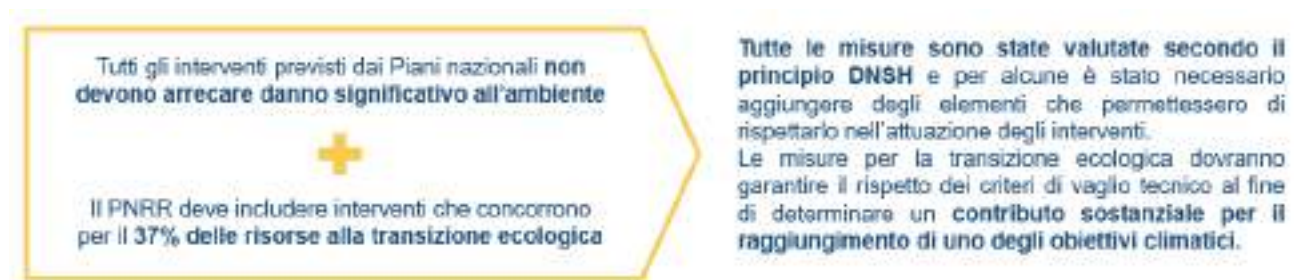 Tutti gli interventi previsti dai Piani nazionali non
devono arrecare danno significativo all'ambiente
+
Il PNRR deve includere interventi che concorrono
per il 37% delle risorse alla transizione ecologica
Tutte le misure sono state valutate secondo il
principio DNSH e per alcune è stato necessario
aggiungere degli elementi che permettessero di
rispettarlo nell'attuazione degli interventi.
Le misure per la transizione ecologica dovranno
garantire il rispetto dei criteri di vaglio tecnico al fine
di determinare un contributo sostanziale per il
raggiungimento di uno degli obiettivi climatici.